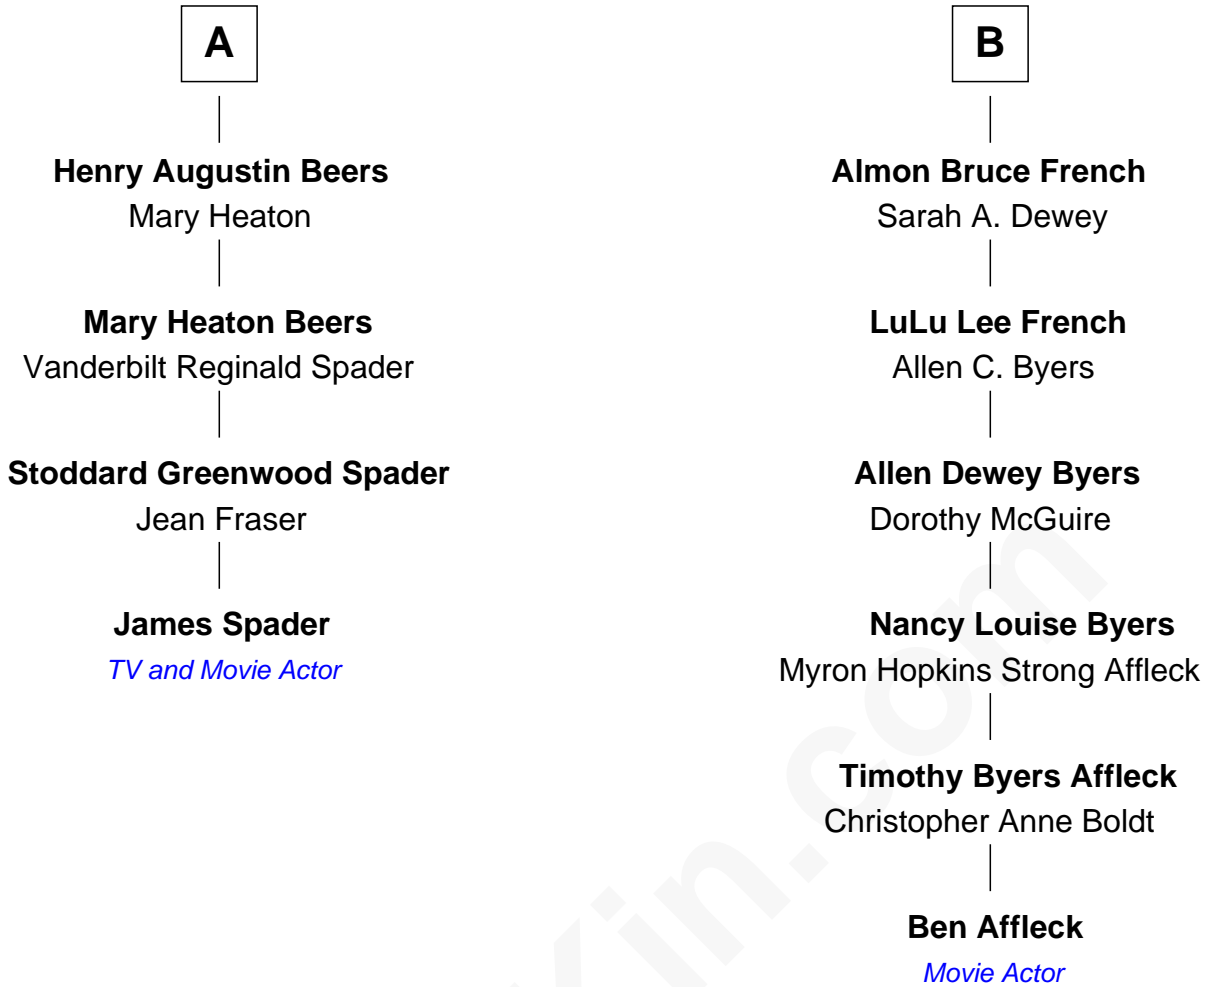 A
Henry Augustin Beers
Mary Heaton
Mary Heaton Beers
Vanderbilt Reginald Spader
Stoddard Greenwood Spader
Jean Fraser
James Spader
TV and Movie Actor
B
Almon Bruce French
Sarah A. Dewey
LuLu Lee French
Allen C. Byers
Allen Dewey Byers
Dorothy McGuire
Nancy Louise Byers
Myron Hopkins Strong Affleck
Timothy Byers Affleck
Christopher Anne Boldt
Ben Affleck
Movie Actor
Kin.com